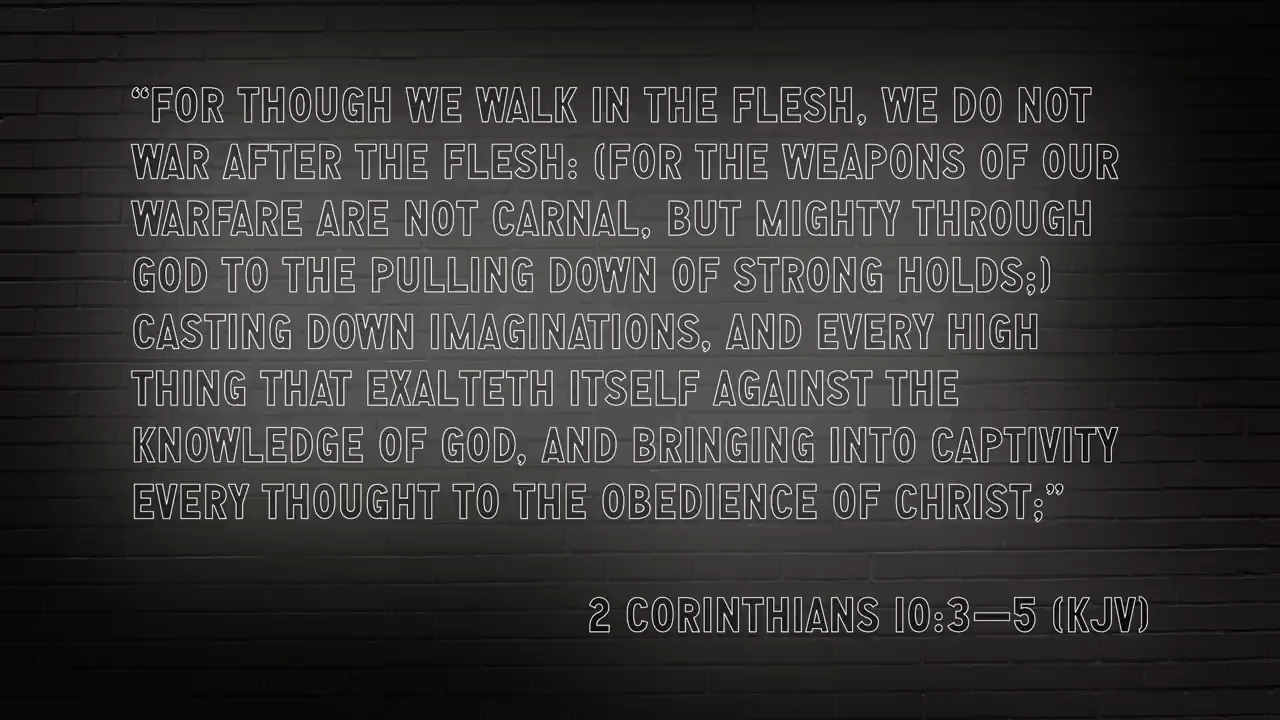 “FOR THOUGH WE WALK IN THE FLESH, WE DO NOT
WAR AFTER THE FLESH: (FOR THE WEAPONS OF OUR
WARFARE ARE NOT CARNAL, BUT MIGHTY THROUGH
GOD TO THE PULLING DOWN OF STRONG HOLDS;)
CASTING DOWN IMAGINATIONS, AND EVERY HIGH
THING THAT EXALTETH ITSELF AGAINST THE
KNOWLEDGE OF GOD, AND BRINGING INTO CAPTIVITY
EVERY THOUGHT TO THE OBEDIENCE OF CHRIST;”
2 CORINTHIANS 10:3—5 (KJV)